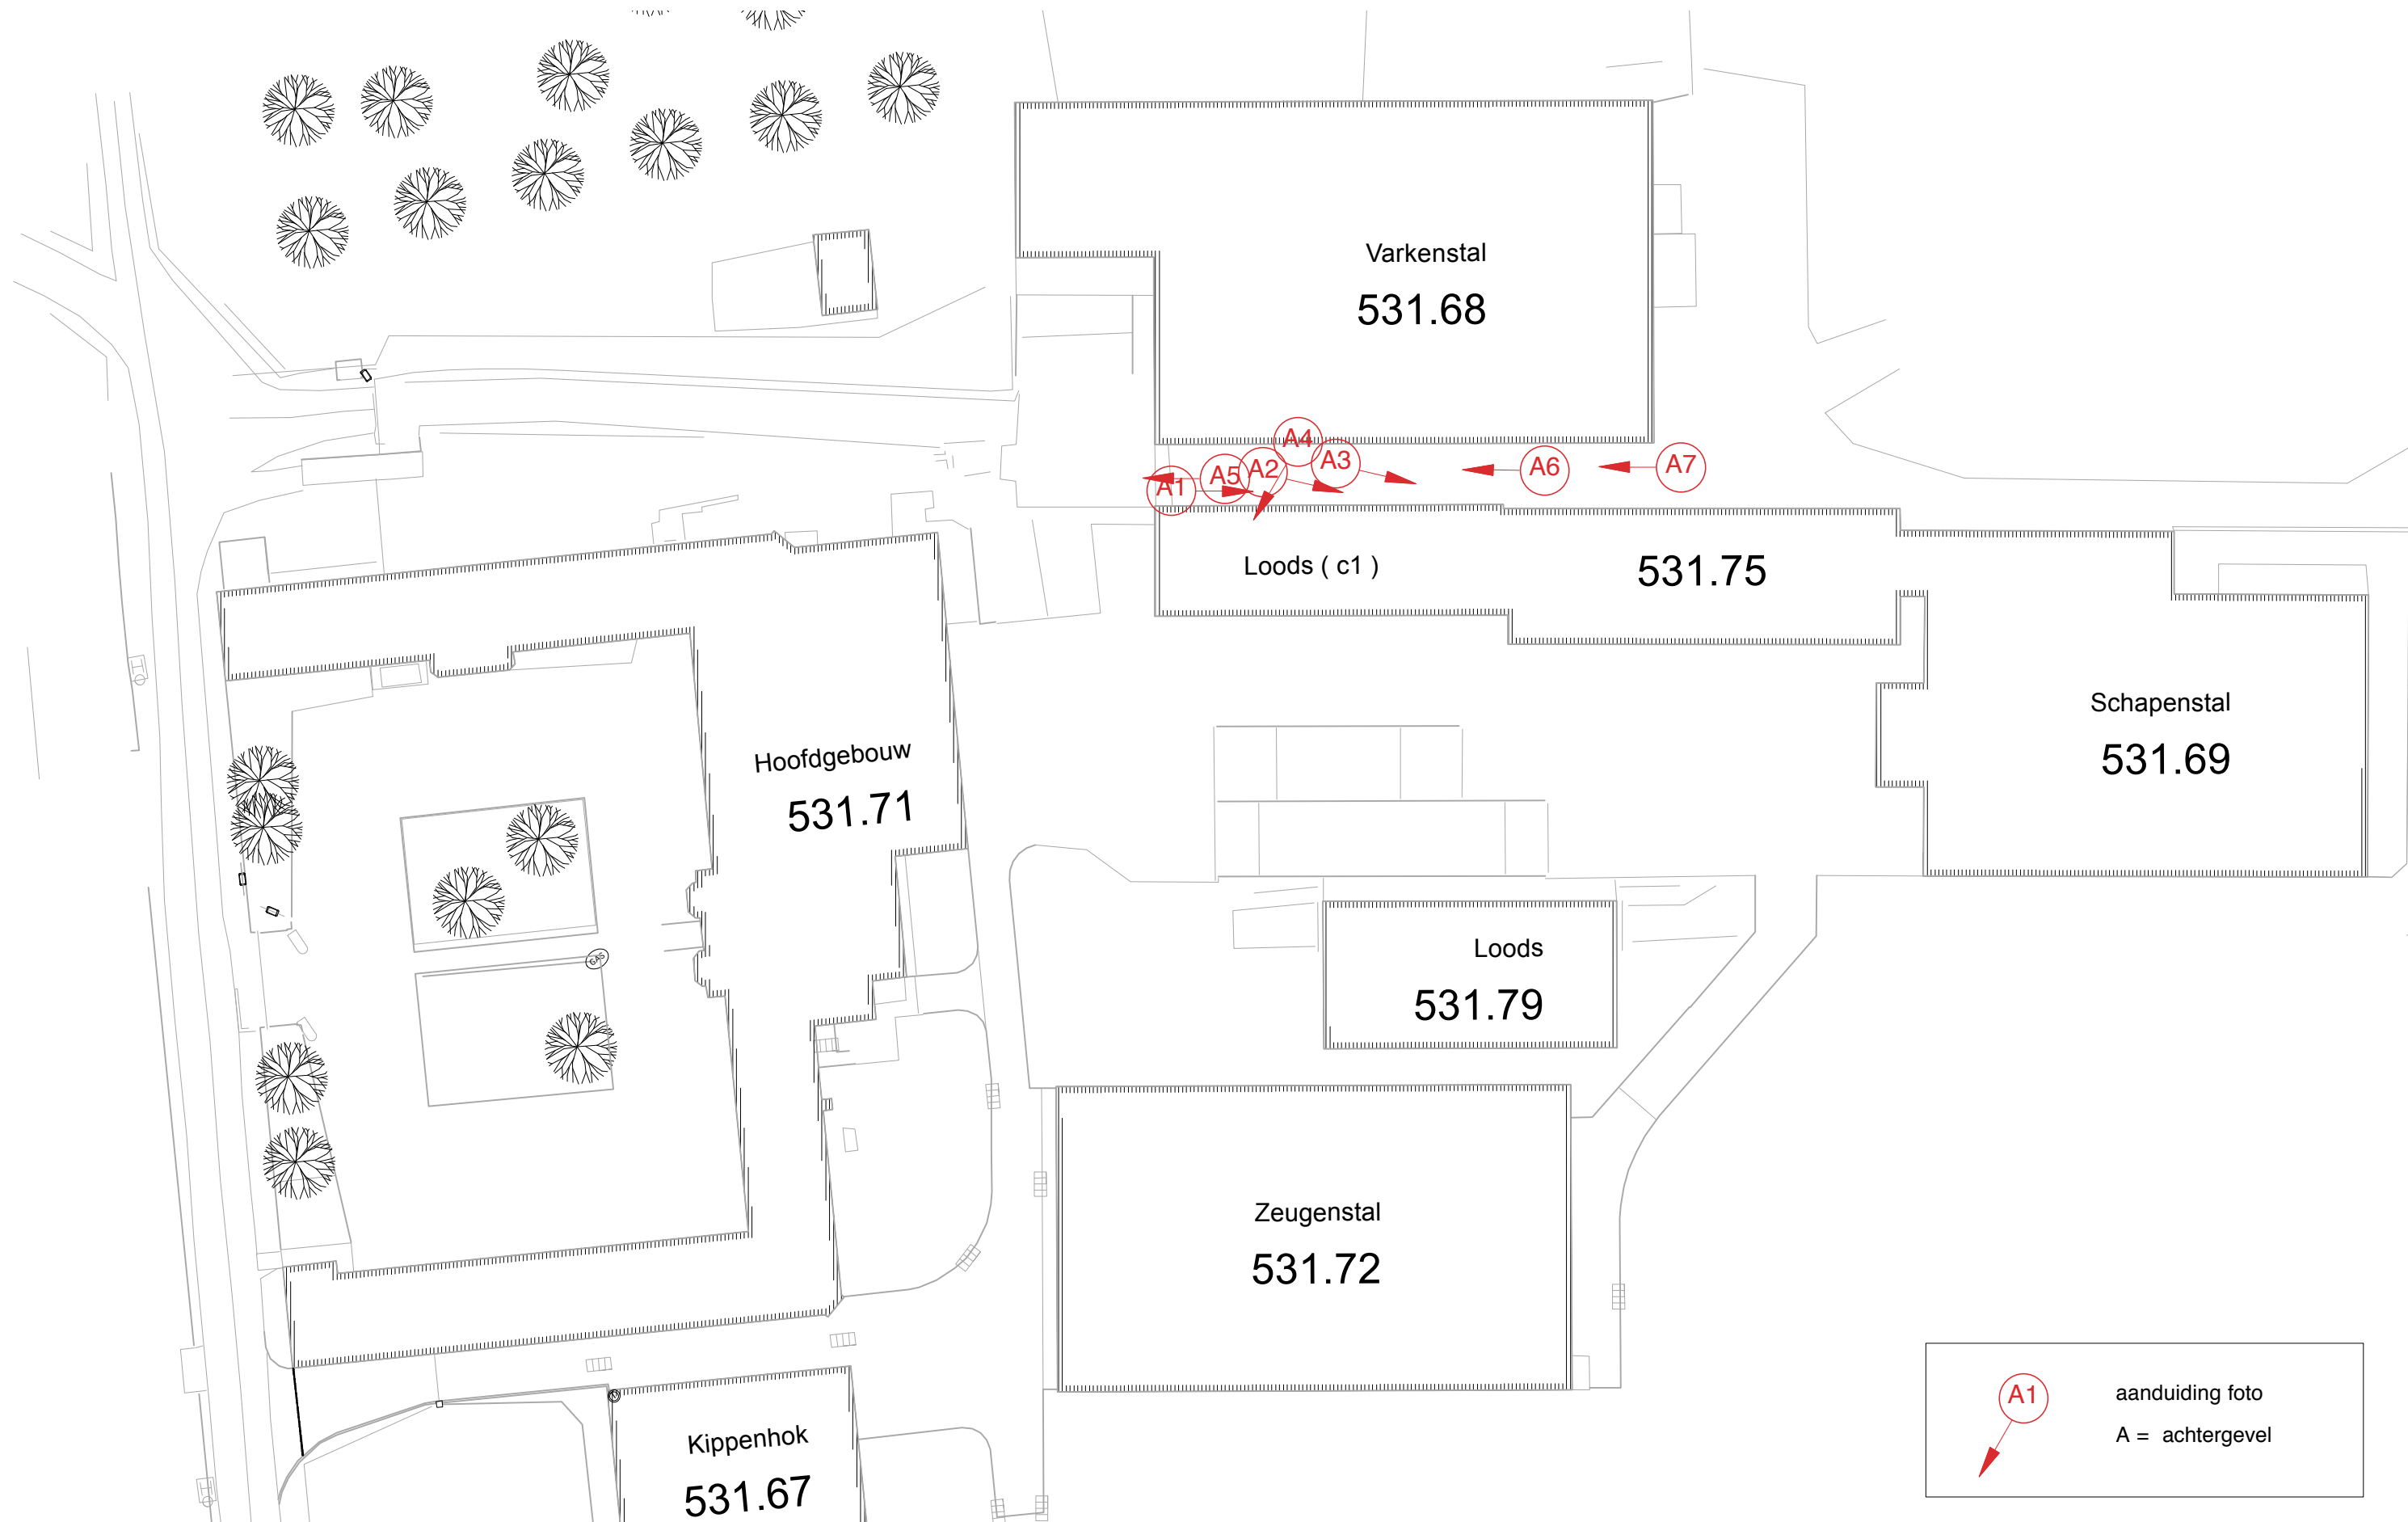 Varkenstal
531.68
A4
A3
A6
A7
A5
A2
A1
Loods ( c1 )
531.75
Schapenstal
531.69
Hoofdgebouw
531.71
Loods
531.79
Zeugenstal
531.72
Kippenhok
531.67
A1
aanduiding foto
A = achtergevel